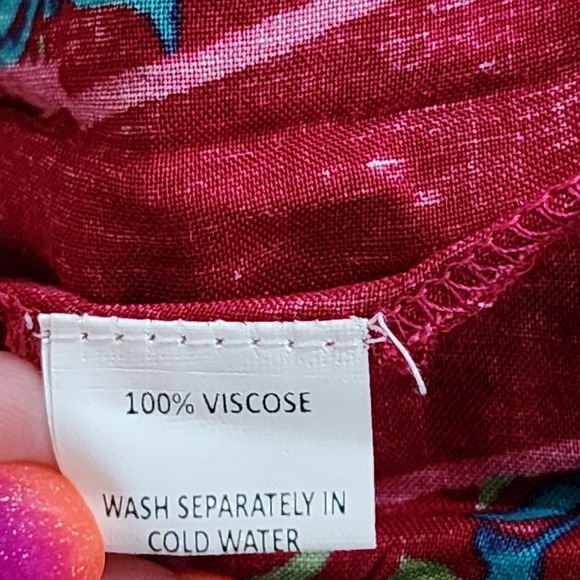 100% VISCOSE
WASH SEPARATELY IN
COLD WATER